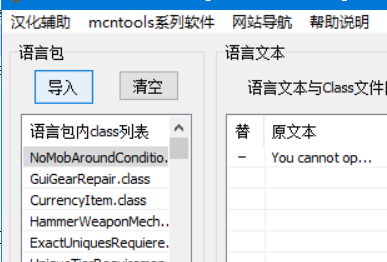 汉化辅助 mcntools系列软件 网站导航 帮助说明
语言包
导入 清空
语言包内class列表
NoMobAroundConditio.
GuiGearRepair.class
CurrencyItem.class
HammerWeaponMech..
ExactUniquesRequiere..
语言文本
语言文本与Class文件
替 原文本
– You cannot op...